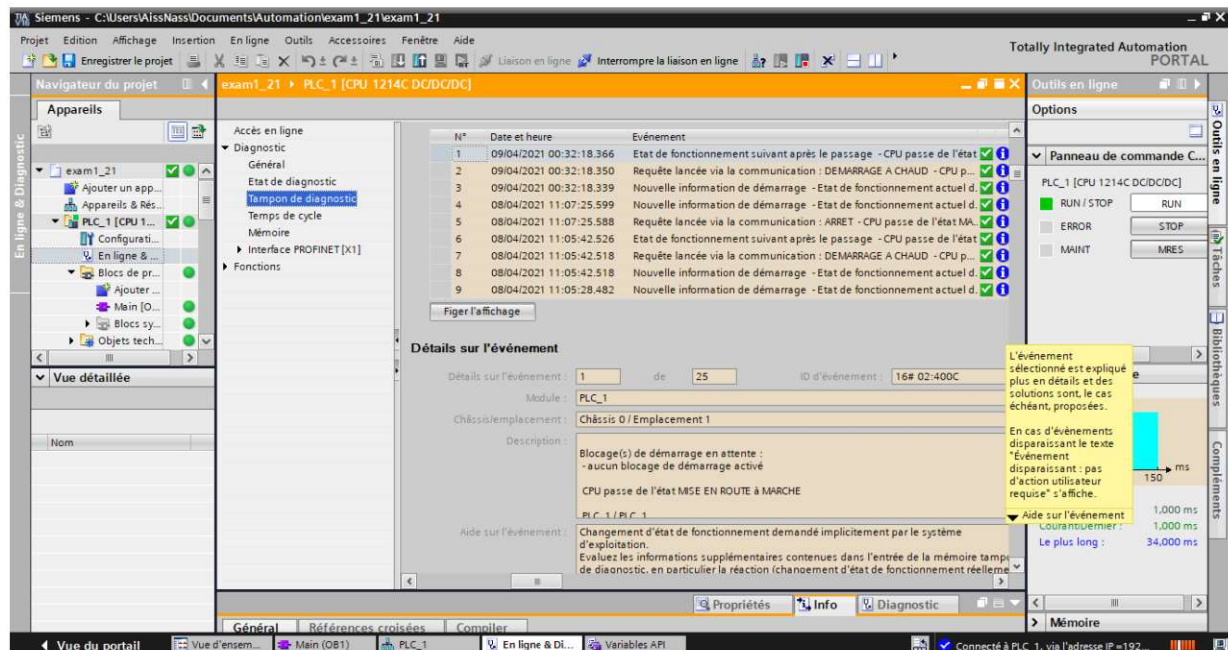 Siemens - C:\Users\AissNass\Documents\Automation\exam1_21\exam1_21
Projet Edition Affichage Insertion En ligne Outils Accessoires Fenêtre Aide
Totally Integrated Automation
PORTAL
Enregistrer le projet
Liaison en ligne
Interrompre la liaison en ligne
Navigateur du projet
exam1_21 PLC_1 [CPU 1214C DC/DC/DC]
Outils en ligne
Appareils
Options
En ligne & Diagnostic
exam1_21
Ajouter un app...
Appareils & Rés...
PLC_1 [CPU 1...
Configurati...
En ligne & ...
Blocs de pr...
Ajouter ...
Main [O...
Blocs sy...
Objets tech...
Vue détaillée
Nom
Accès en ligne
Diagnostic
Général
Etat de diagnostic
Tampon de diagnostic
Temps de cycle
Mémoire
Interface PROFINET [X1]
Fonctions
N° Date et heure Evénement
1 09/04/2021 00:32:18.366 Etat de fonctionnement suivant après le passage - CPU passe de l'état
2 09/04/2021 00:32:18.350 Requête lancée via la communication : DEMARRAGE A CHAUD - CPU p...
3 09/04/2021 00:32:18.339 Nouvelle information de démarrage - Etat de fonctionnement actuel d.
4 08/04/2021 11:07:25.599 Nouvelle information de démarrage - Etat de fonctionnement actuel d.
5 08/04/2021 11:07:25.588 Requête lancée via la communication : ARRET - CPU passe de l'état MA..
6 08/04/2021 11:05:42.526 Etat de fonctionnement suivant après le passage - CPU passe de l'état
7 08/04/2021 11:05:42.518 Requête lancée via la communication : DEMARRAGE A CHAUD - CPU p...
8 08/04/2021 11:05:42.518 Nouvelle information de démarrage - Etat de fonctionnement actuel d.
9 08/04/2021 11:05:28.482 Nouvelle information de démarrage - Etat de fonctionnement actuel d.
Figer l'affichage
Détails sur l'événement
Détails sur l'événement : 1 de 25 ID d'événement : 16# 02:400C
Module : PLC_1
Châssis/emplacement : Châssis 0 / Emplacement 1
Description :
Blocage(s) de démarrage en attente :
- aucun blocage de démarrage activé
CPU passe de l'état MISE EN ROUTE à MARCHE
PLC_1 / PLC_1
Aide sur l'événement : Changement d'état de fonctionnement demandé implicitement par le système
d'exploitation.
Evaluez les informations supplémentaires contenues dans l'entrée de la mémoire tampo
de diagnostic, en particulier la réaction (changement d'état de fonctionnement réelleme
Propriétés Info Diagnostic
Général Références croisées Compiler
Panneau de commande C...
PLC_1 [CPU 1214C DC/DC/DC]
RUN / STOP RUN
ERROR STOP
MAINT MRES
L'événement
sélectionné est expliqué
plus en détails et des
solutions sont, le cas
échéant, proposées.
En cas d'évènements
disparaissant le texte
"Événement
disparaissant : pas
d'action utilisateur
requise" s'affiche.
Aide sur l'événement
ms
150
1,000 ms
Courant/Dernier : 1,000 ms
Le plus long : 34,000 ms
Mémoire
Outils en ligne
Tâches
Bibliothèques
Compléments
Vue du portail
Vue d'ensem...
Main (OB1)
PLC_1
En ligne & Di...
Variables API
Connecté à PLC_1, via l'adresse IP =192...